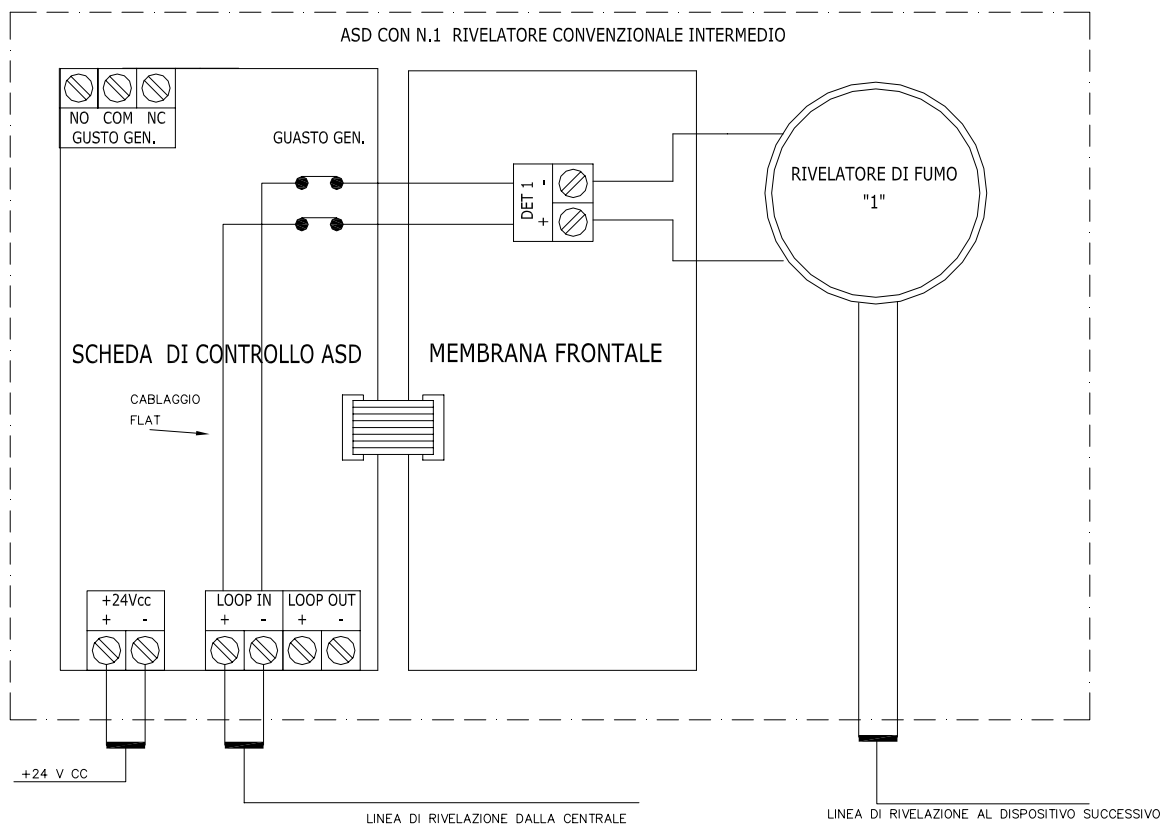 ASD CON N.1 RIVELATORE CONVENZIONALE INTERMEDIO
NO COM NC
GUSTO GEN.
GUASTO GEN.
DET 1
-
+
RIVELATORE DI FUMO
"1"
SCHEDA DI CONTROLLO ASD
MEMBRANA FRONTALE
CABLAGGIO
FLAT
+24Vcc
+ -
LOOP IN
+ -
LOOP OUT
+ -
+24 V CC
LINEA DI RIVELAZIONE DALLA CENTRALE
LINEA DI RIVELAZIONE AL DISPOSITIVO SUCCESSIVO